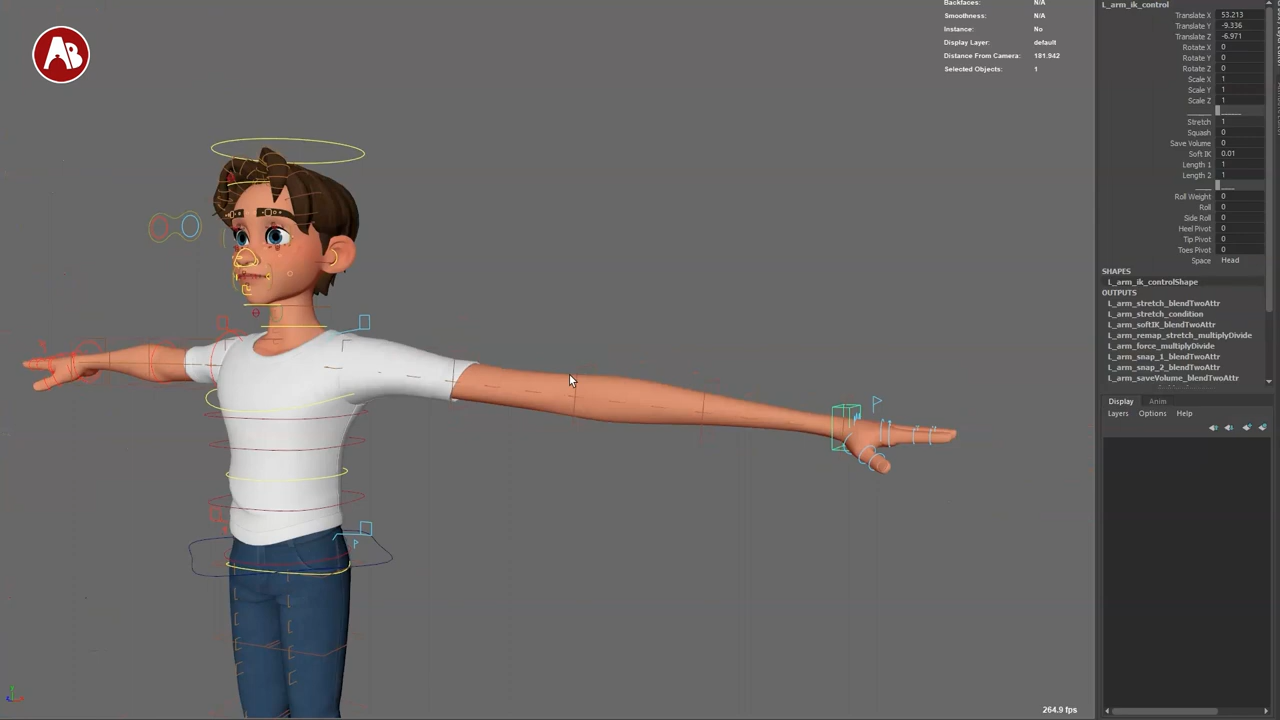 AB
Backfaces: N/A
Smoothness: N/A
Instance: No
Display Layer: default
Distance From Camera: 181.942
Selected Objects: 1
264.9 fps
L_arm_ik_control
Translate X 53.213
Translate Y -9.336
Translate Z -6.971
Rotate X 0
Rotate Y 0
Rotate Z 0
Scale X 1
Scale Y 1
Scale Z 1
Stretch 1
Squash 0
Save Volume 0
Soft IK 0.01
Length 1 1
Length 2 1
Roll Weight 0
Roll 0
Side Roll 0
Heel Pivot 0
Tip Pivot 0
Toes Pivot 0
Space Head
SHAPES
L_arm_ik_controlShape
OUTPUTS
L_arm_stretch_blendTwoAttr
L_arm_stretch_condition
L_arm_softIK_blendTwoAttr
L_arm_remap_stretch_multiplyDivide
L_arm_force_multiplyDivide
L_arm_snap_1_blendTwoAttr
L_arm_snap_2_blendTwoAttr
L_arm_saveVolume_blendTwoAttr
Display Anim
Layers Options Help